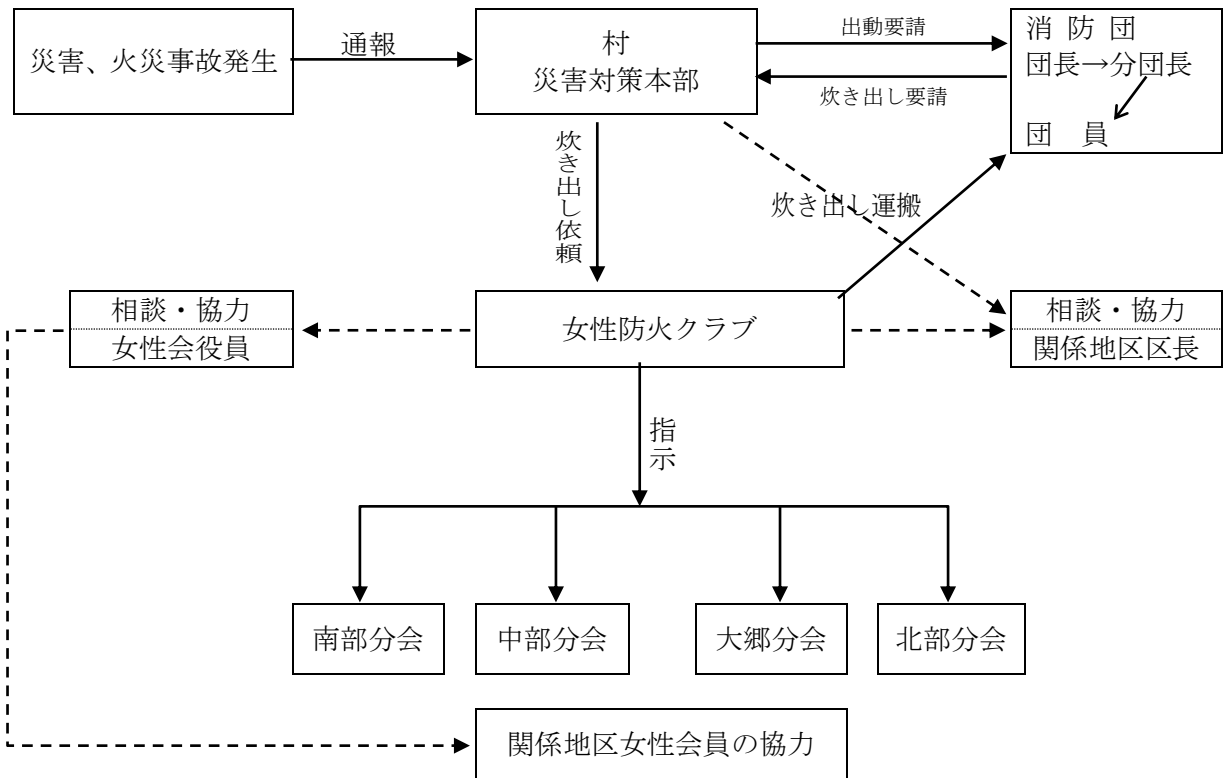 災害、火災事故発生
通報
村
災害対策本部
出動要請
炊き出し要請
消 防 団
団長→分団長
団 員
炊き出し依頼
炊き出し運搬
相談・協力
女性会役員
女性防火クラブ
相談・協力
関係地区区長
指示
南部分会
中部分会
大郷分会
北部分会
関係地区女性会員の協力